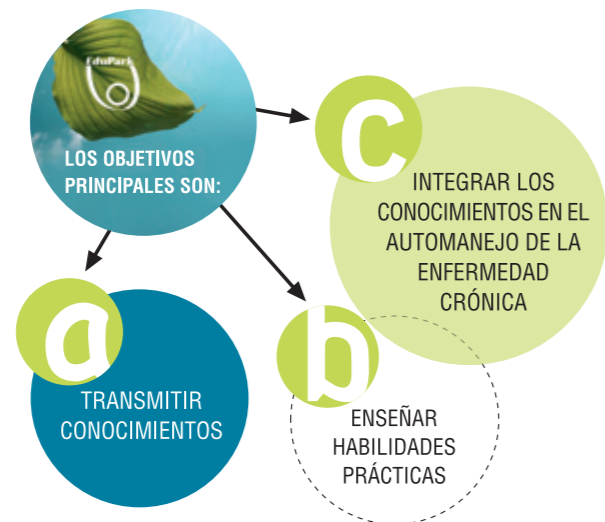 EduPark
LOS OBJETIVOS
PRINCIPALES SON:
a
TRANSMITIR
CONOCIMIENTOS
b
ENSEÑAR
HABILIDADES
PRÁCTICAS
c
INTEGRAR LOS
CONOCIMIENTOS EN EL
AUTOMANEJO DE LA
ENFERMEDAD
CRÓNICA